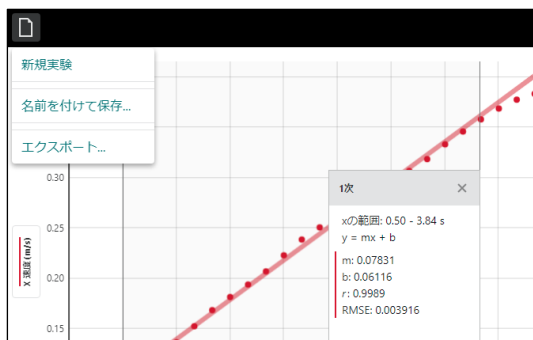 新規実験
名前を付けて保存...
エクスポート...
0.30
0.25
0.20
0.15
X 速度(m/s)
1次
xの範囲: 0.50 - 3.84 s
y = mx + b
m: 0.07831
b: 0.06116
r: 0.9989
RMSE: 0.003916